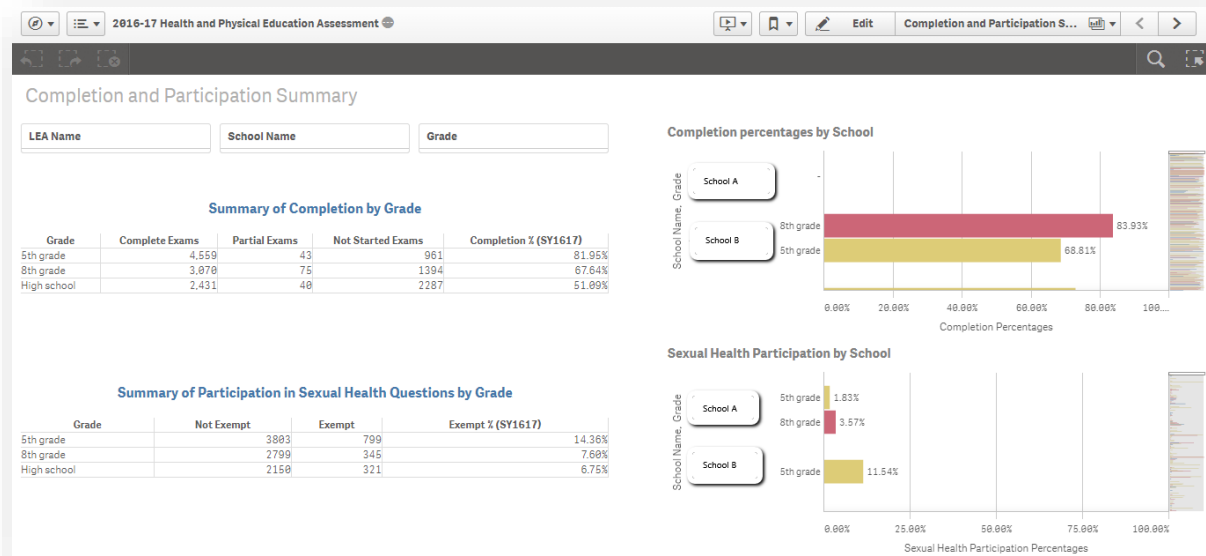 2016-17 Health and Physical Education Assessment
Edit
Completion and Participation S...
Completion and Participation Summary
LEA Name
School Name
Grade
Summary of Completion by Grade
Grade Complete Exams Partial Exams Not Started Exams Completion % (SY1617)
5th grade 4,559 43 961 81.95%
8th grade 3,070 75 1394 67.64%
High school 2,431 40 2287 51.09%
Summary of Participation in Sexual Health Questions by Grade
Grade Not Exempt Exempt Exempt % (SY1617)
5th grade 3803 799 14.36%
8th grade 2799 345 7.60%
High school 2150 321 6.75%
Completion percentages by School
School Name, Grade
School A
-
School B
8th grade 83.93%
5th grade 68.81%
0.00% 20.00% 40.00% 60.00% 80.00% 100....
Completion Percentages
Sexual Health Participation by School
School Name, Grade
School A
5th grade 1.83%
8th grade 3.57%
School B
5th grade 11.54%
0.00% 25.00% 50.00% 75.00% 100.00%
Sexual Health Participation Percentages